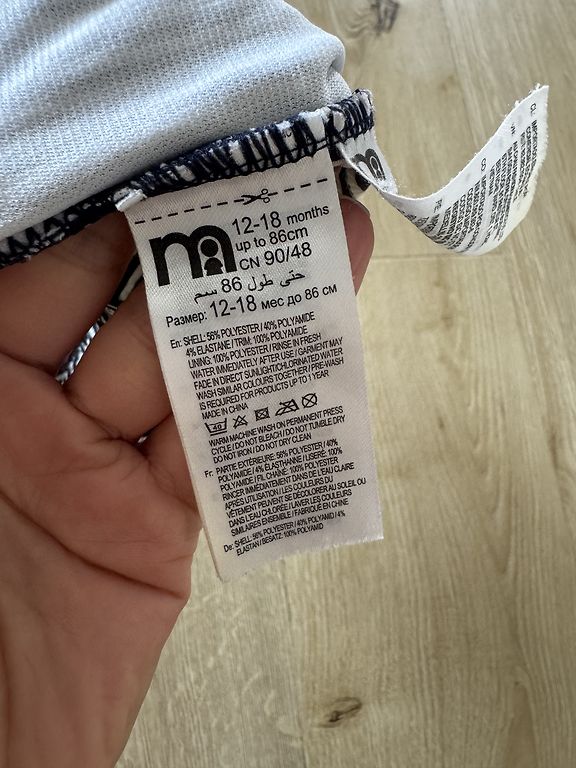 12-18 months
up to 86cm
CN 90/48
حتى طول 86 سم
Размер: 12-18 мес до 86 см
En: SHELL: 56% POLYESTER / 40% POLYAMIDE
4% ELASTANE / TRIM: 100% POLYAMIDE
LINING: 100% POLYESTER / RINSE IN FRESH
WATER IMMEDIATELY AFTER USE / GARMENT MAY
FADE IN DIRECT SUNLIGHT/CHLORINATED WATER
WASH SIMILAR COLOURS TOGETHER / PRE-WASH
IS REQUIRED FOR PRODUCTS UP TO 1 YEAR
MADE IN CHINA
40
WARM MACHINE WASH ON PERMANENT PRESS
CYCLE / DO NOT BLEACH / DO NOT TUMBLE DRY
DO NOT IRON / DO NOT DRY CLEAN
Fr: PARTIE EXTÉRIEURE: 56% POLYESTER / 40%
POLYAMIDE / 4% ELASTHANNE / LISERÉ: 100%
POLYAMIDE / FIL CHAÎNE: 100% POLYESTER
RINCER IMMÉDIATEMENT DANS DE L'EAU CLAIRE
APRÈS UTILISATION / LES COULEURS DU
VÊTEMENT PEUVENT SE DÉCOLORER AU SOLEIL OU
DANS L'EAU CHLORÉE / LAVER LES COULEURS
SIMILAIRES ENSEMBLE / FABRIQUÉ EN CHINE
De: SHELL: 56% POLYESTER / 40% POLYAMID / 4%
ELASTAN / BESATZ: 100% POLYAMID